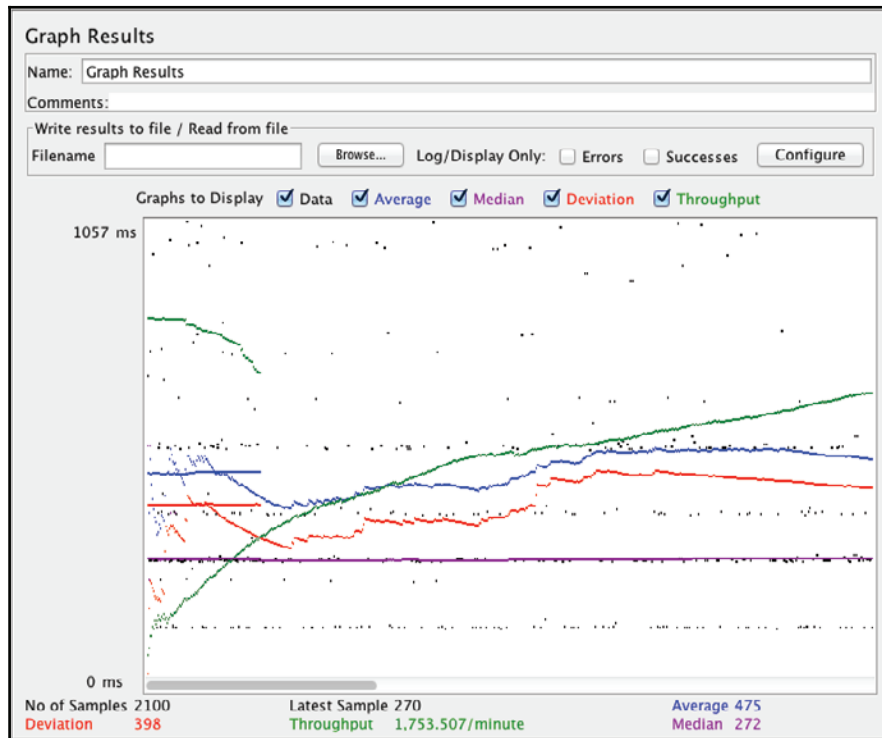 Graph Results
Name: Graph Results
Comments:
Write results to file / Read from file
Filename Browse... Log/Display Only: Errors Successes Configure
Graphs to Display Data Average Median Deviation Throughput
1057 ms
0 ms
No of Samples 2100 Latest Sample 270 Average 475
Deviation 398 Throughput 1,753.507/minute Median 272